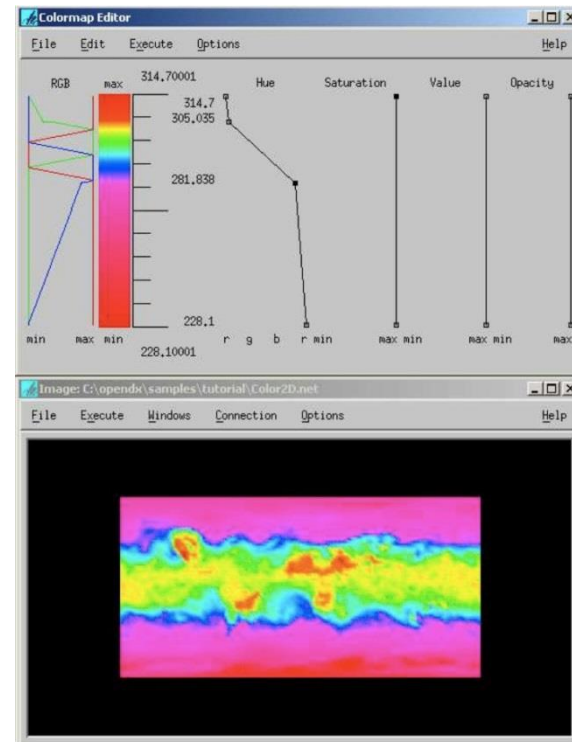 Colormap Editor
File Edit Execute Options Help
RGB max 314.70001 Hue Saturation Value Opacity
314.7
305.035
281.838
228.1
min max min r g b r min max min max min max
228.10001
Image: C:\opendx\samples\tutorial\Color2D.net
File Execute Windows Connection Options Help